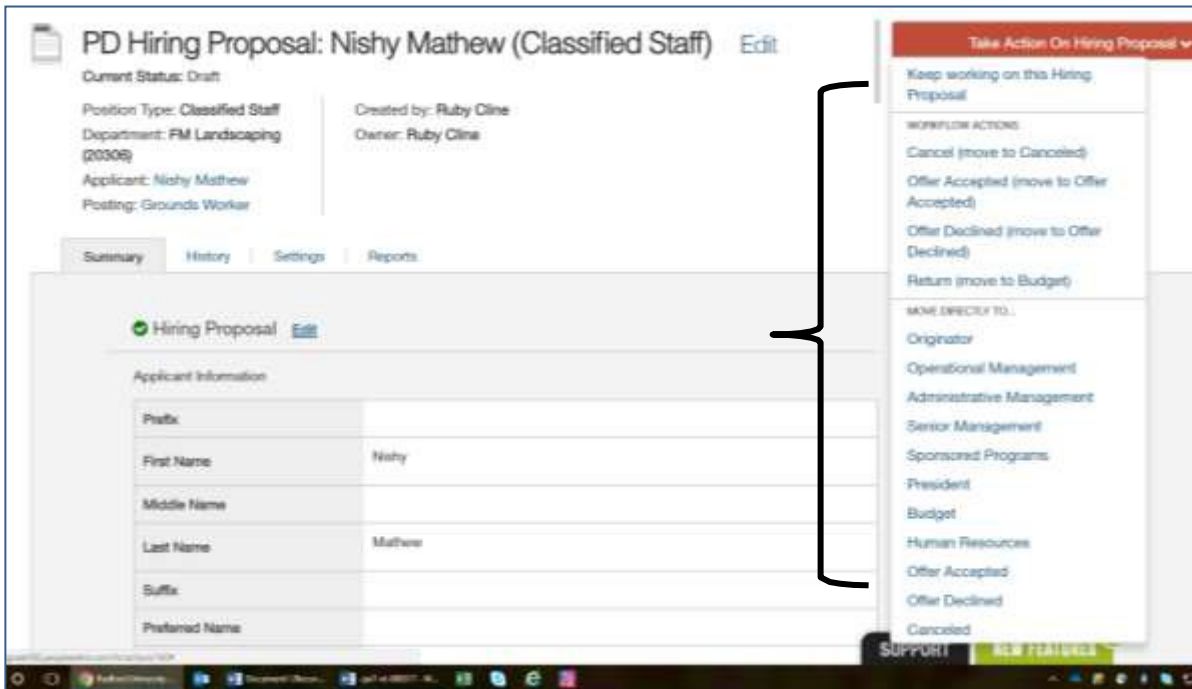 PD Hiring Proposal: Nishy Mathew (Classified Staff) Edit
Current Status: Draft
Position Type: Classified Staff
Department: FM Landscaping
(20306)
Applicant: Nishy Mathew
Posting: Grounds Worker
Created by: Ruby Cline
Owner: Ruby Cline
Take Action On Hiring Proposal
Keep working on this Hiring
Proposal
WORKFLOW ACTIONS
Cancel (move to Canceled)
Offer Accepted (move to Offer
Accepted)
Offer Declined (move to Offer
Declined)
Return (move to Budget)
MOVE DIRECTLY TO...
Originator
Operational Management
Administrative Management
Senior Management
Sponsored Programs
President
Budget
Human Resources
Offer Accepted
Offer Declined
Canceled
Summary History Settings Reports
Hiring Proposal Edit
Applicant Information
Prefix
First Name Nishy
Middle Name
Last Name Mathew
Suffix
Preferred Name
SUPPORT NEW FEATURES